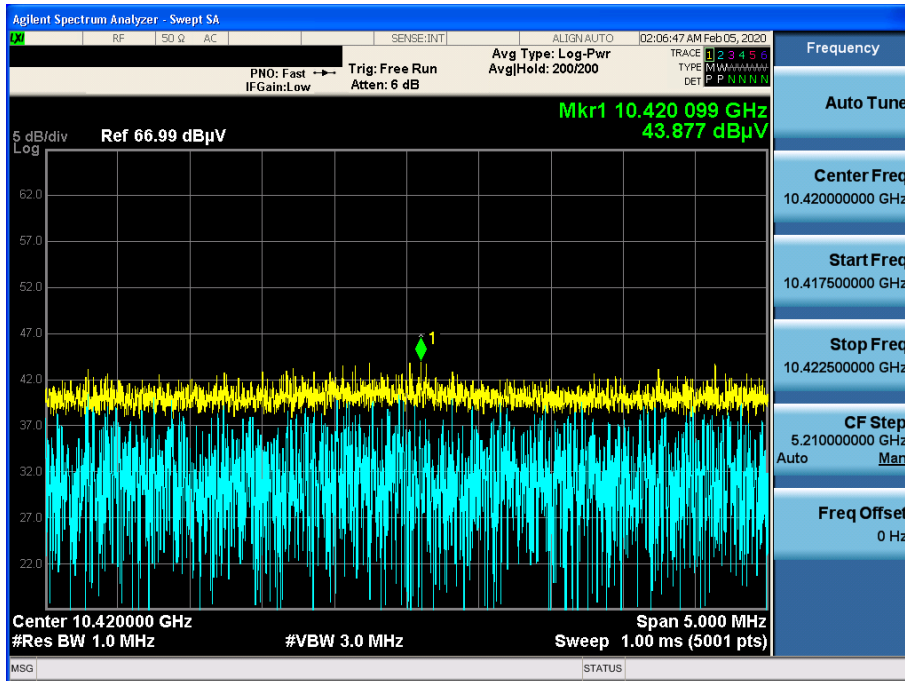 Agilent Spectrum Analyzer - Swept SA
LXI RF 50 Ω AC SENSE:INT ALIGN AUTO 02:06:47 AM Feb 05, 2020
Frequency
PNO: Fast Trig: Free Run Avg Type: Log-Pwr TRACE 1 2 3 4 5 6
IFGain:Low Atten: 6 dB Avg|Hold: 200/200 TYPE M W
DET P P N N N N
Auto Tune
Mkr1 10.420 099 GHz
43.877 dBµV
5 dB/div Ref 66.99 dBµV
Log
Center Freq
10.420000000 GHz
62.0
57.0
Start Freq
10.417500000 GHz
52.0
47.0
1
Stop Freq
10.422500000 GHz
42.0
37.0
CF Step
5.210000000 GHz
Auto Man
32.0
27.0
Freq Offset
0 Hz
22.0
Center 10.420000 GHz Span 5.000 MHz
#Res BW 1.0 MHz #VBW 3.0 MHz Sweep 1.00 ms (5001 pts)
MSG STATUS